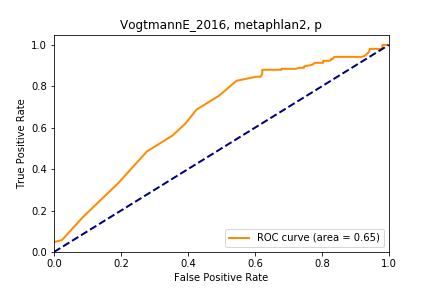 VogtmannE_2016, metaphlan2, p
1.0
0.8
0.6
0.4
0.2
0.0
True Positive Rate
ROC curve (area = 0.65)
0.0 0.2 0.4 0.6 0.8 1.0
False Positive Rate